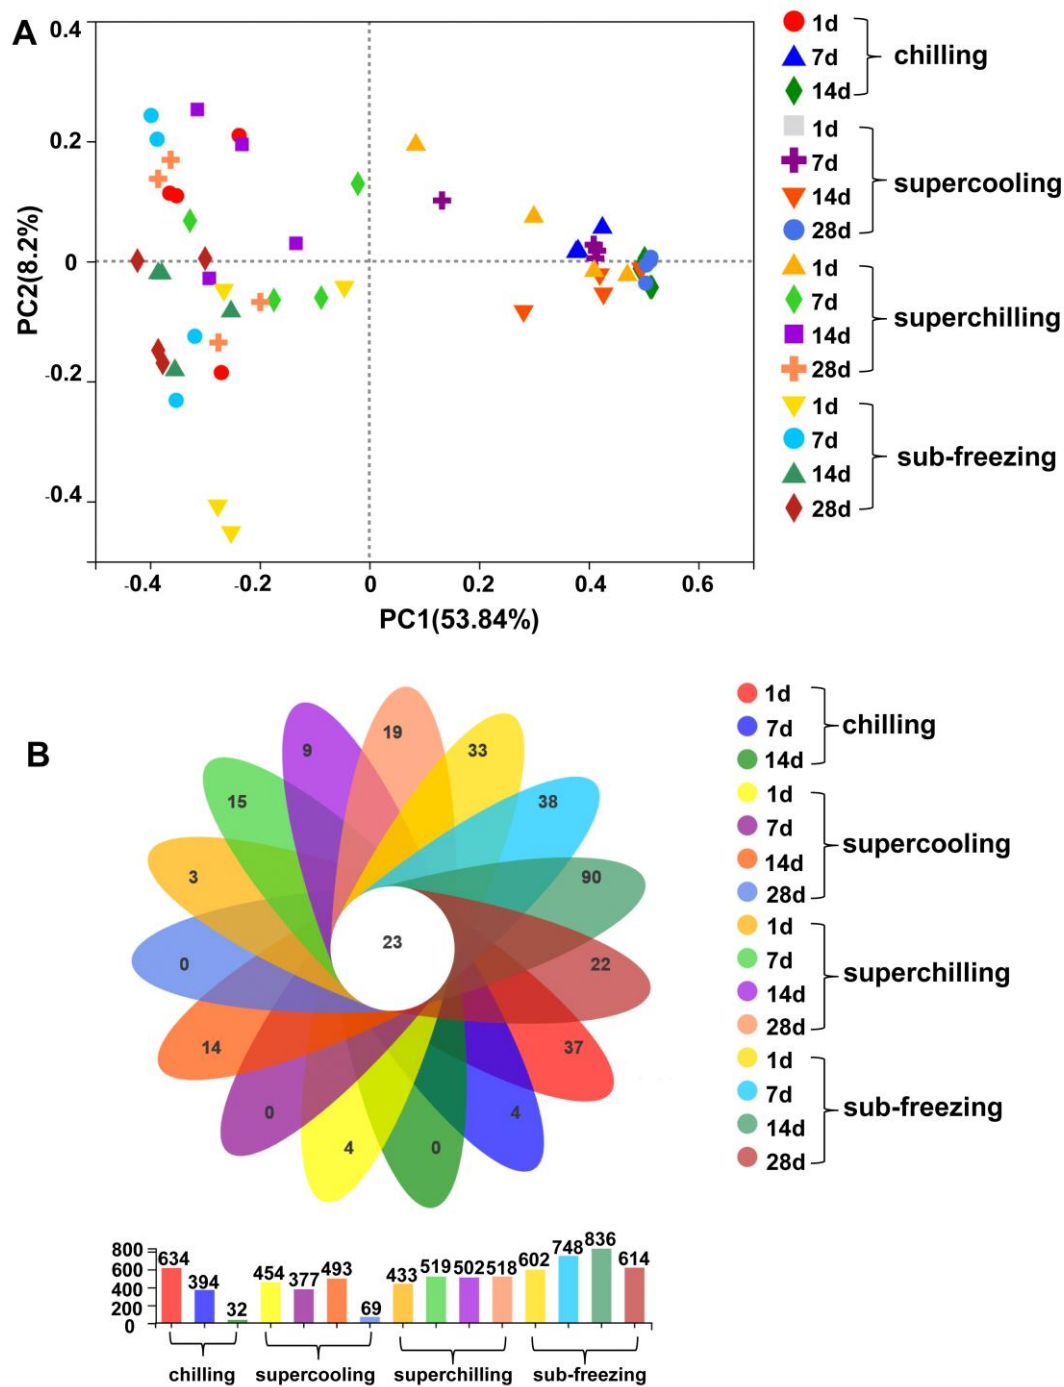 A
0.4
0.2
0
-0.2
-0.4
PC2(8.2%)
-0.4 -0.2 0 0.2 0.4 0.6
PC1(53.84%)
1d
7d
14d
chilling
1d
7d
14d
28d
supercooling
1d
7d
14d
28d
superchilling
1d
7d
14d
28d
sub-freezing
B
19
9
33
15
38
3
90
23
0
22
14
37
0
4
4
0
1d
7d
14d
chilling
1d
7d
14d
28d
supercooling
1d
7d
14d
28d
superchilling
1d
7d
14d
28d
sub-freezing
800
600
400
200
0
634 394 32 454 377 493 69 433 519 502 518 602 748 836 614
chilling supercooling superchilling sub-freezing